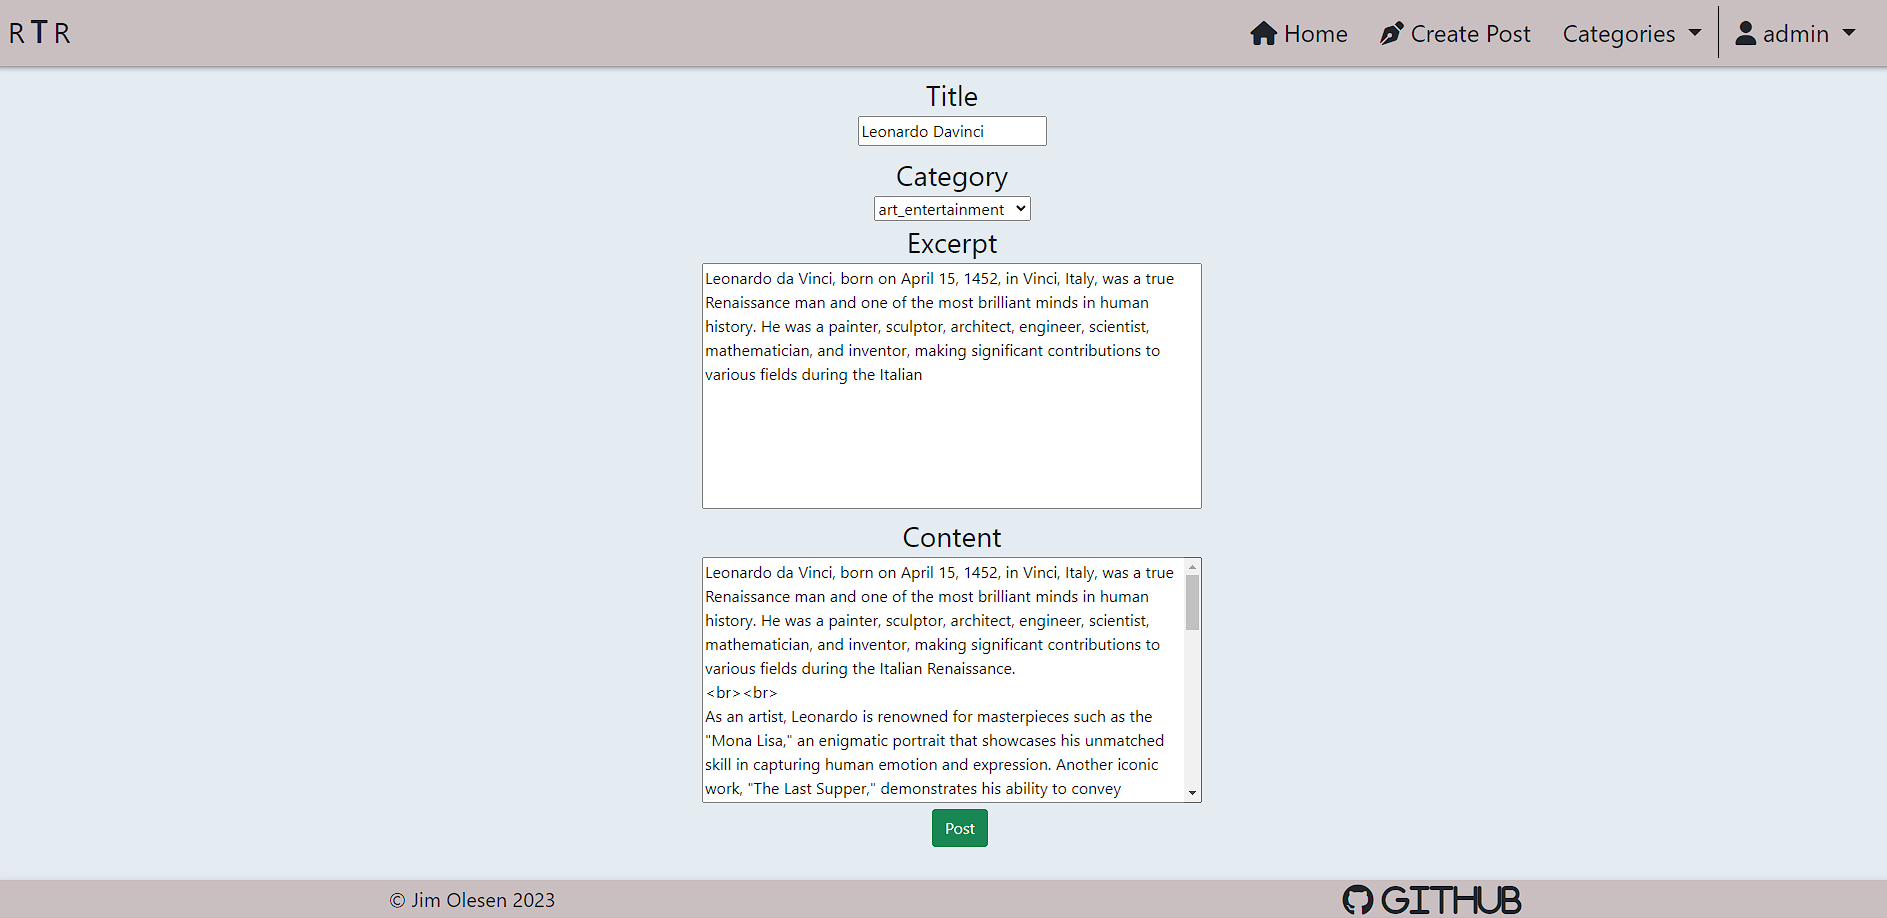 R T R Home Create Post Categories admin
Title
Leonardo Davinci
Category
art_entertainment
Excerpt
Leonardo da Vinci, born on April 15, 1452, in Vinci, Italy, was a true
Renaissance man and one of the most brilliant minds in human
history. He was a painter, sculptor, architect, engineer, scientist,
mathematician, and inventor, making significant contributions to
various fields during the Italian
Content
Leonardo da Vinci, born on April 15, 1452, in Vinci, Italy, was a true
Renaissance man and one of the most brilliant minds in human
history. He was a painter, sculptor, architect, engineer, scientist,
mathematician, and inventor, making significant contributions to
various fields during the Italian Renaissance.
<br><br>
As an artist, Leonardo is renowned for masterpieces such as the
"Mona Lisa," an enigmatic portrait that showcases his unmatched
skill in capturing human emotion and expression. Another iconic
work, "The Last Supper," demonstrates his ability to convey
Post
© Jim Olesen 2023 GITHUB